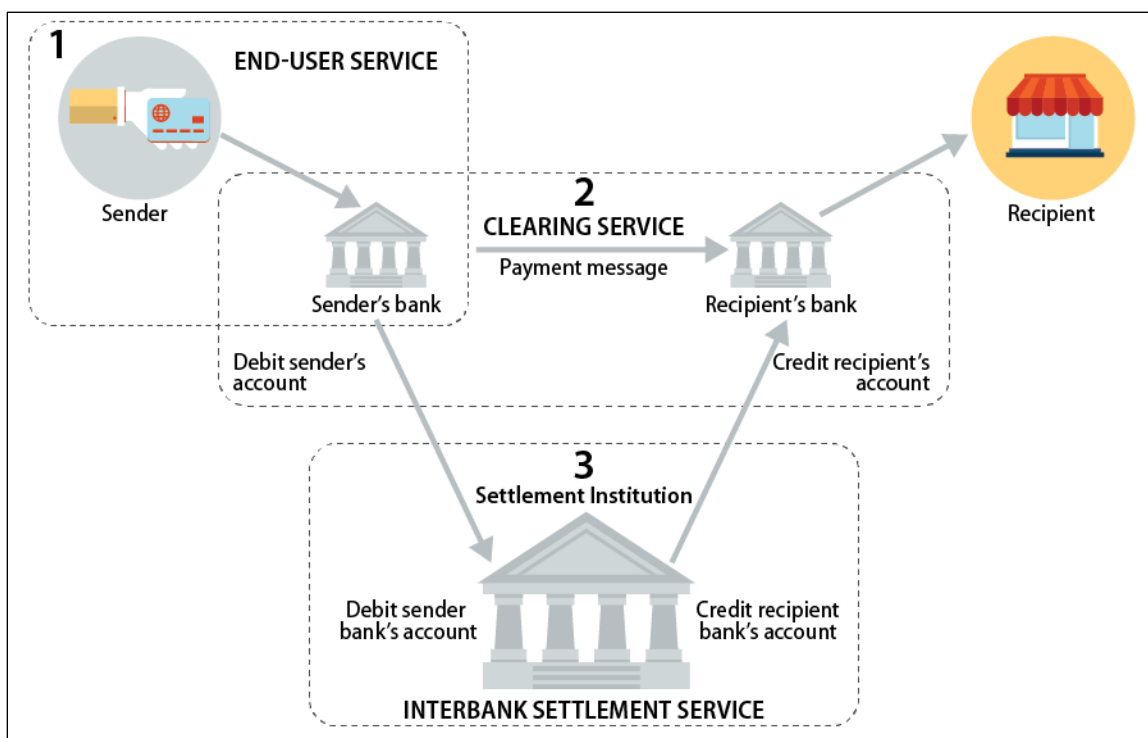 1
END-USER SERVICE
Sender
Recipient
2
CLEARING SERVICE
Payment message
Sender’s bank
Recipient’s bank
Debit sender’s
account
Credit recipient’s
account
3
Settlement Institution
Debit sender
bank’s account
Credit recipient
bank’s account
INTERBANK SETTLEMENT SERVICE